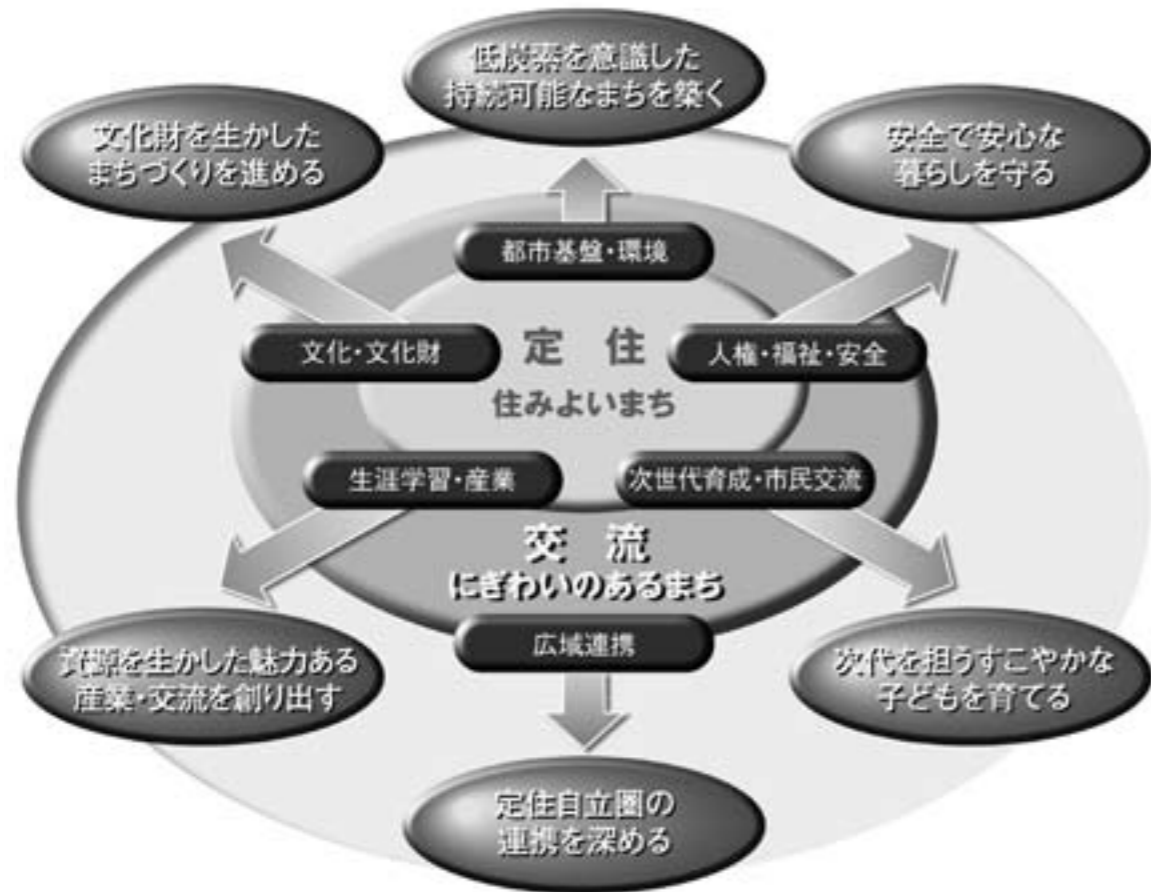 低炭素を意識した
持続可能なまちを築く
文化財を生かした
まちづくりを進める
安全で安心な
暮らしを守る
都市基盤・環境
文化・文化財
定 住
住みよいまち
人権・福祉・安全
生涯学習・産業
次世代育成・市民交流
交 流
にぎわいのあるまち
広域連携
資源を生かした魅力ある
産業・交流を創り出す
次代を担うすこやかな
子どもを育てる
定住自立圏の
連携を深める